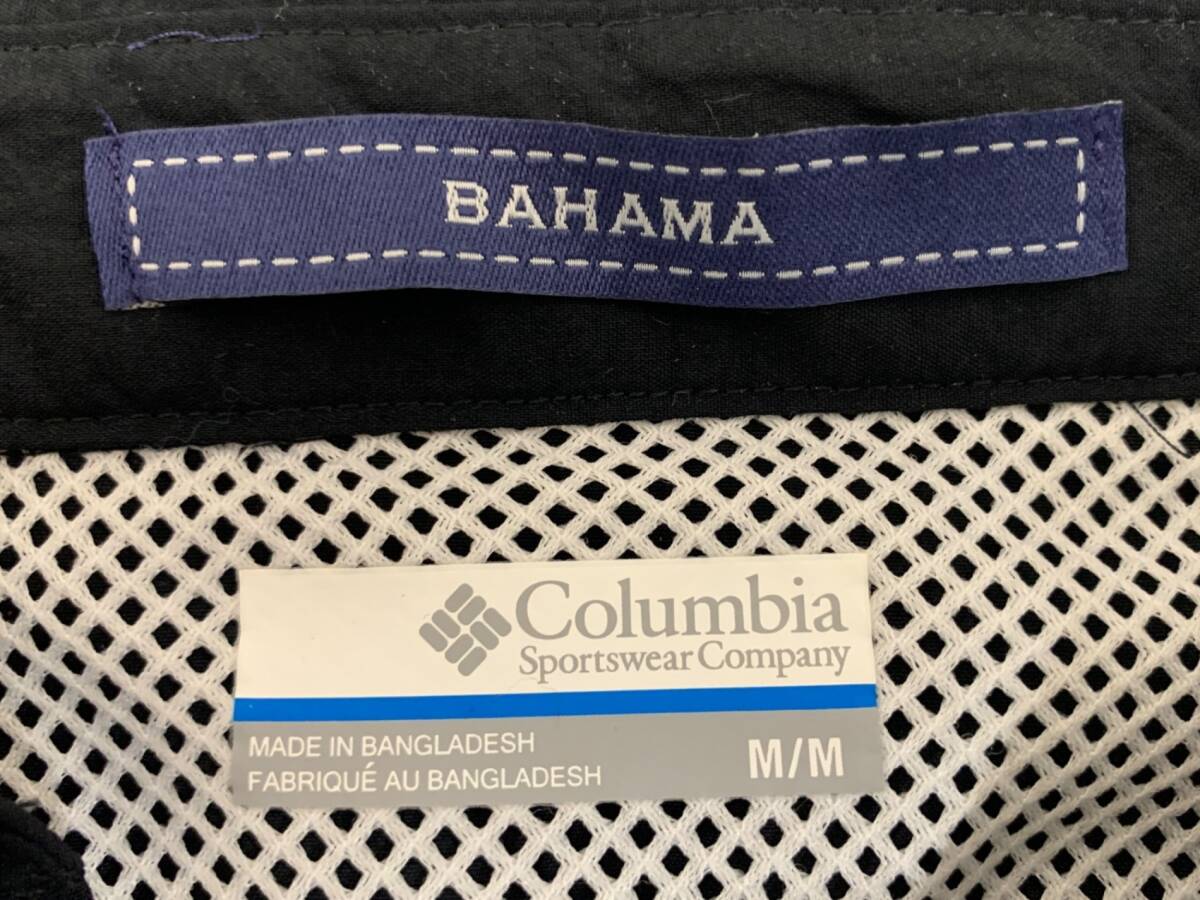 BAHAMA
Columbia
Sportswear Company
MADE IN BANGLADESH
FABRIQUÉ AU BANGLADESH
M/M